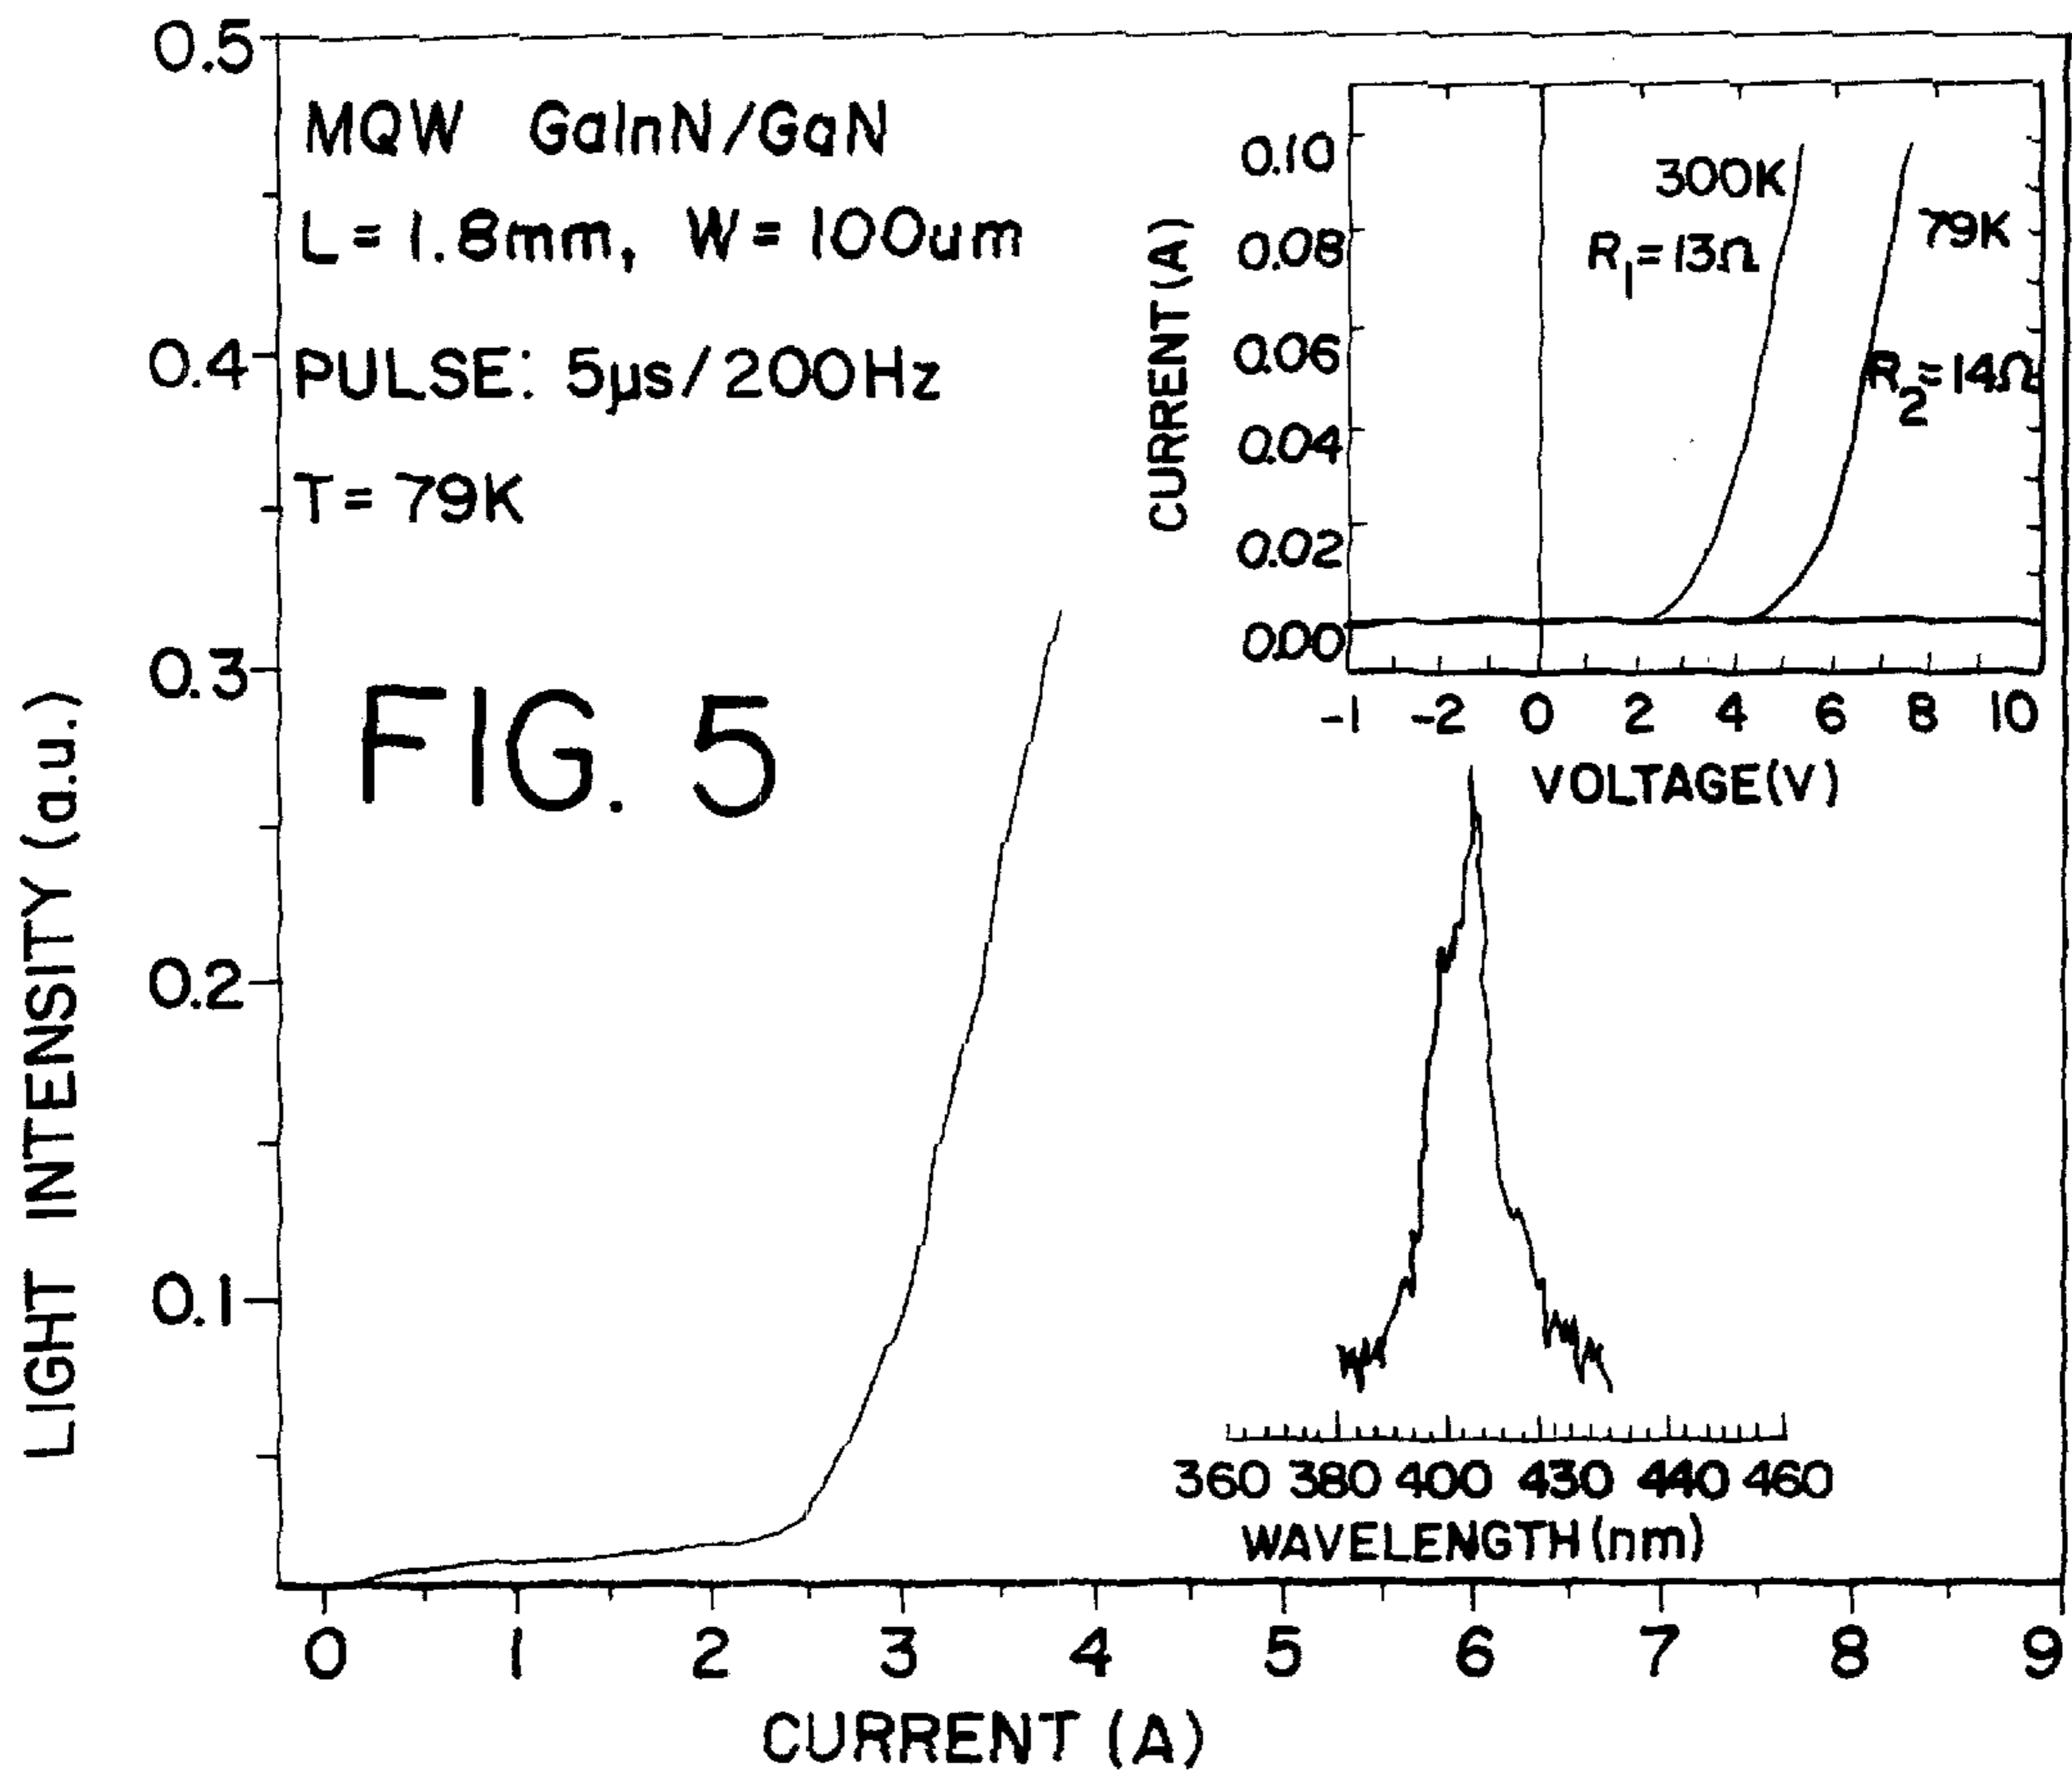 0.5
MQW GaInN/GaN
L=1.8mm, W=100um
0.4
PULSE: 5µs/200Hz
T=79K
0.3
FIG. 5
0.2
0.1
LIGHT INTENSITY (a.u.)
0 1 2 3 4 5 6 7 8 9
CURRENT (A)
0.10
0.08
0.06
0.04
0.02
0.00
CURRENT(A)
300K
R1=13Ω
79K
R2=14Ω
-1 -2 0 2 4 6 8 10
VOLTAGE(V)
360 380 400 430 440 460
WAVELENGTH(nm)